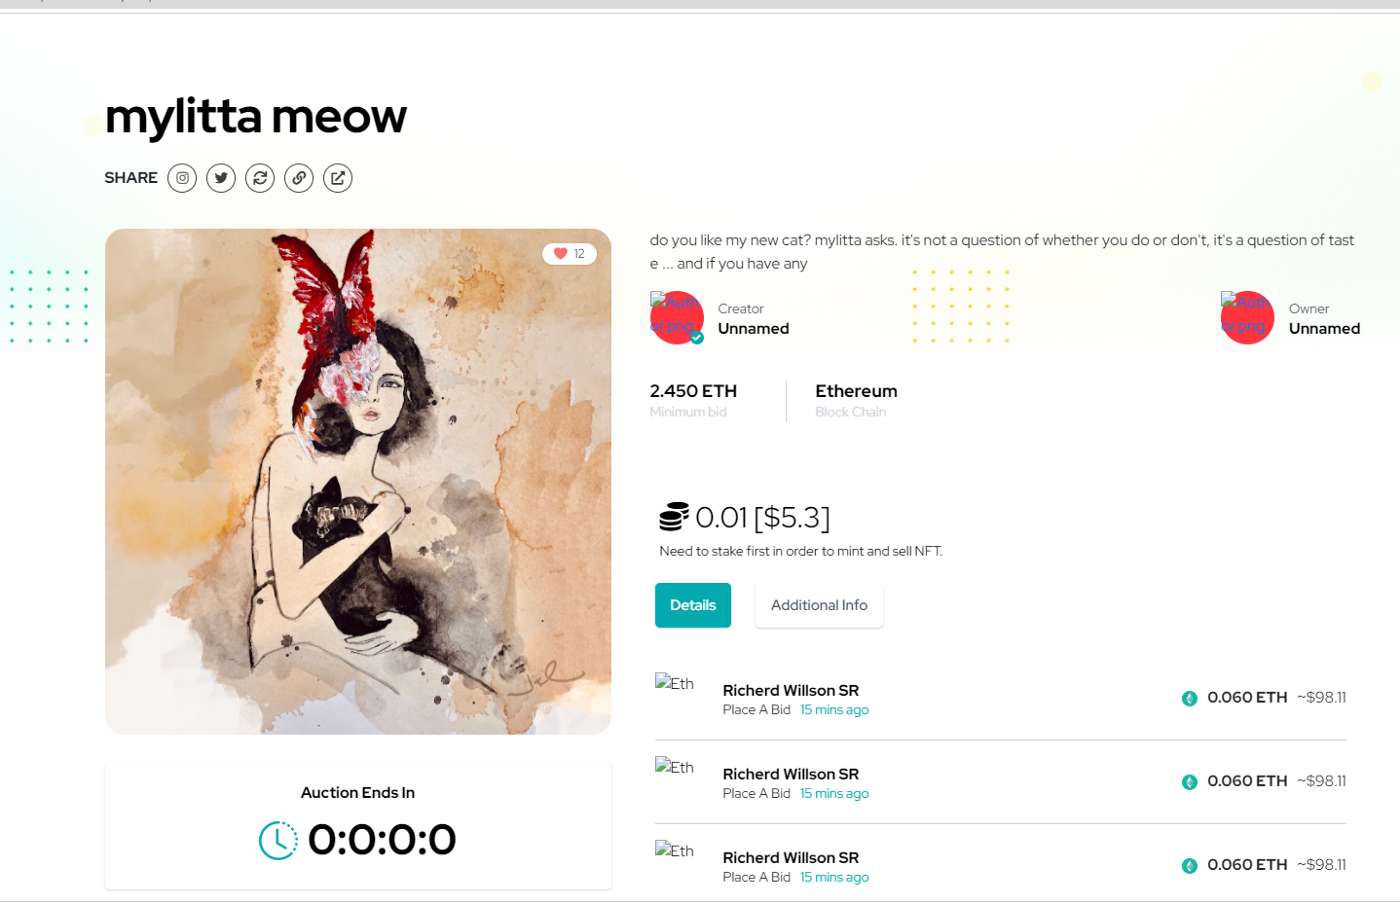 mylitta meow
SHARE
12
do you like my new cat? mylitta asks. it's not a question of whether you do or don't, it's a question of tast
e ... and if you have any
Auth
or.png
Creator
Unnamed
Auth
or.png
Owner
Unnamed
2.450 ETH
Minimum bid
Ethereum
Block Chain
0.01 [$5.3]
Need to stake first in order to mint and sell NFT.
Details
Additional Info
Eth
Richerd Willson SR
Place A Bid 15 mins ago
0.060 ETH ~$98.11
Eth
Richerd Willson SR
Place A Bid 15 mins ago
0.060 ETH ~$98.11
Eth
Richerd Willson SR
Place A Bid 15 mins ago
0.060 ETH ~$98.11
Auction Ends In
0:0:0:0